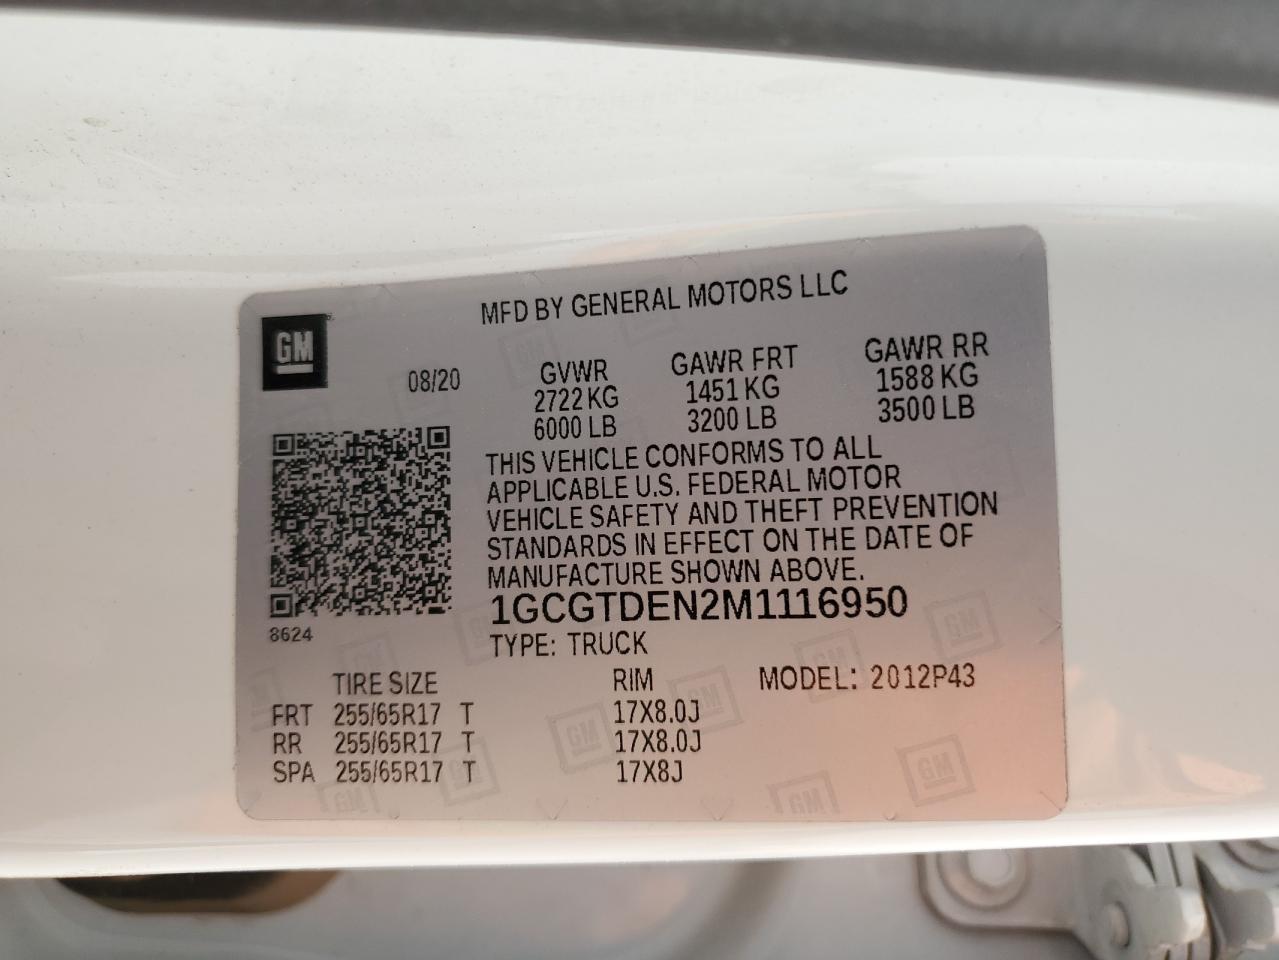 MFD BY GENERAL MOTORS LLC
GM
08/20
GVWR GAWR FRT GAWR RR
2722 KG 1451 KG 1588 KG
6000 LB 3200 LB 3500 LB
THIS VEHICLE CONFORMS TO ALL
APPLICABLE U.S. FEDERAL MOTOR
VEHICLE SAFETY AND THEFT PREVENTION
STANDARDS IN EFFECT ON THE DATE OF
MANUFACTURE SHOWN ABOVE.
1GCGTDEN2M1116950
8624
TYPE: TRUCK
TIRE SIZE RIM MODEL: 2012P43
FRT 255/65R17 T 17X8.0J
RR 255/65R17 T 17X8.0J
SPA 255/65R17 T 17X8J